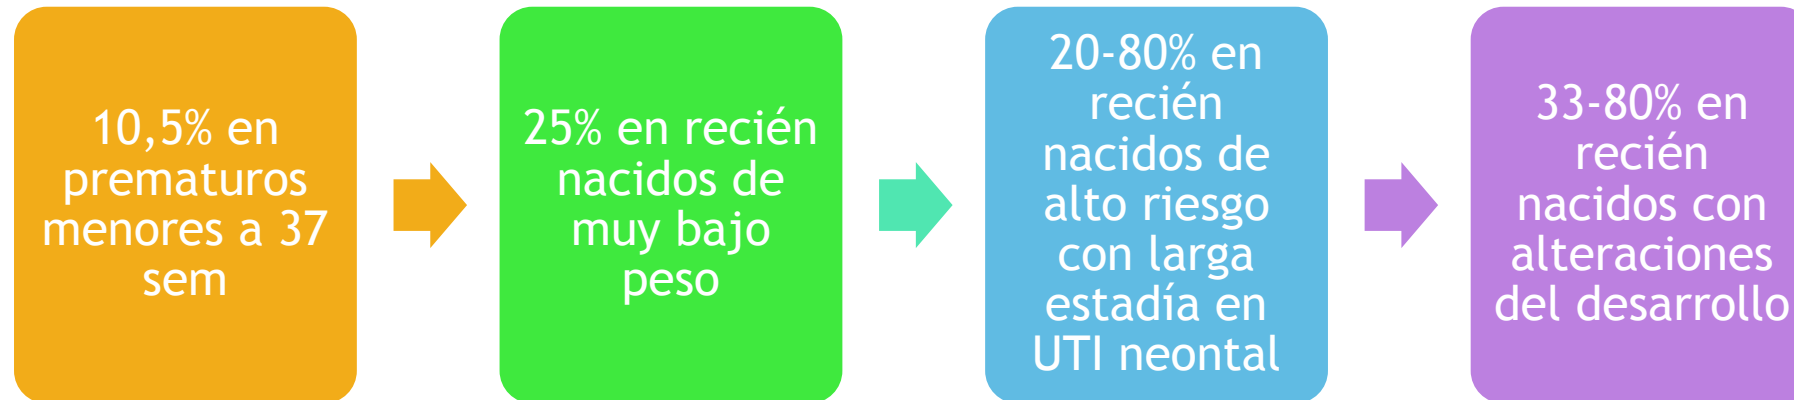 10,5% en
prematuros
menores a 37
sem
25% en recién
nacidos de
muy bajo
peso
20-80% en
recién
nacidos de
alto riesgo
con larga
estadía en
UTI neontal
33-80% en
recién
nacidos con
alteraciones
del desarrollo